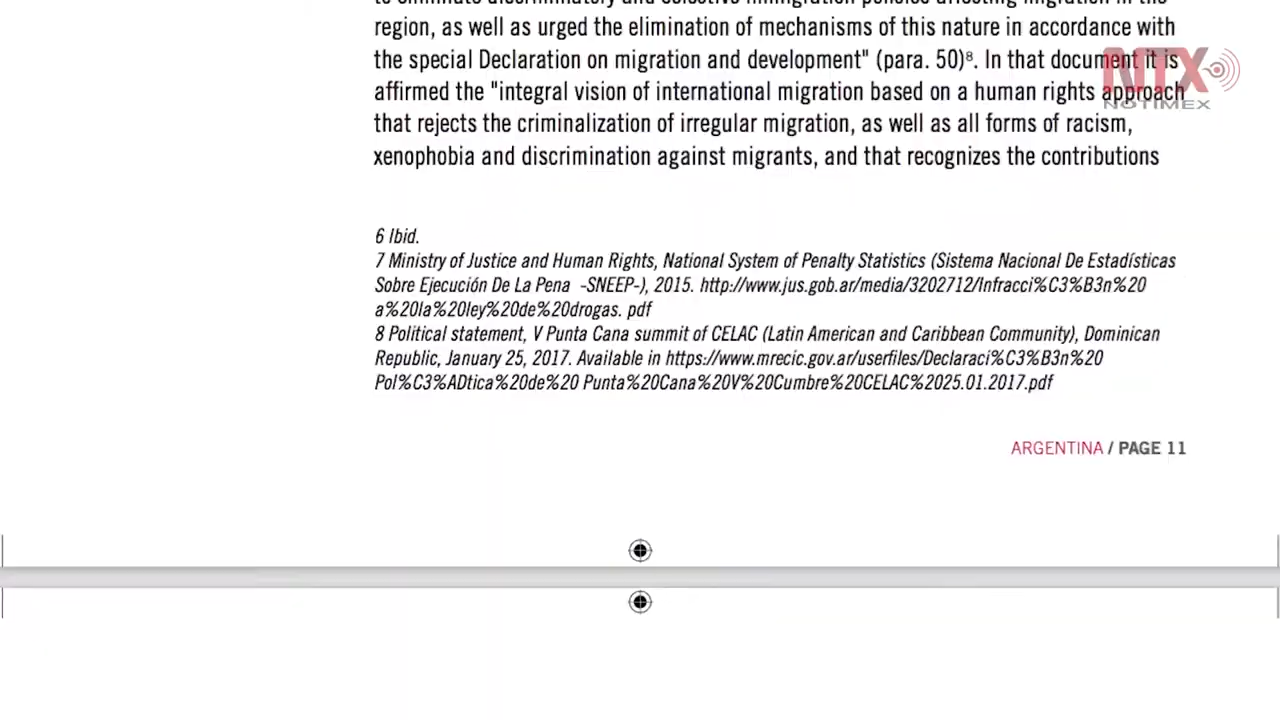 region, as well as urged the elimination of mechanisms of this nature in accordance with
the special Declaration on migration and development" (para. 50)⁸. In that document it is
affirmed the "integral vision of international migration based on a human rights approach
that rejects the criminalization of irregular migration, as well as all forms of racism,
xenophobia and discrimination against migrants, and that recognizes the contributions
6 Ibid.
7 Ministry of Justice and Human Rights, National System of Penalty Statistics (Sistema Nacional De Estadísticas
Sobre Ejecución De La Pena -SNEEP-), 2015. http://www.jus.gob.ar/media/3202712/Infracci%C3%B3n%20
a%20la%20ley%20de%20drogas. pdf
8 Political statement, V Punta Cana summit of CELAC (Latin American and Caribbean Community), Dominican
Republic, January 25, 2017. Available in https://www.mrecic.gov.ar/userfiles/Declaraci%C3%B3n%20
Pol%C3%ADtica%20de%20 Punta%20Cana%20V%20Cumbre%20CELAC%2025.01.2017.pdf
ARGENTINA / PAGE 11
NTX
NOTIMEX